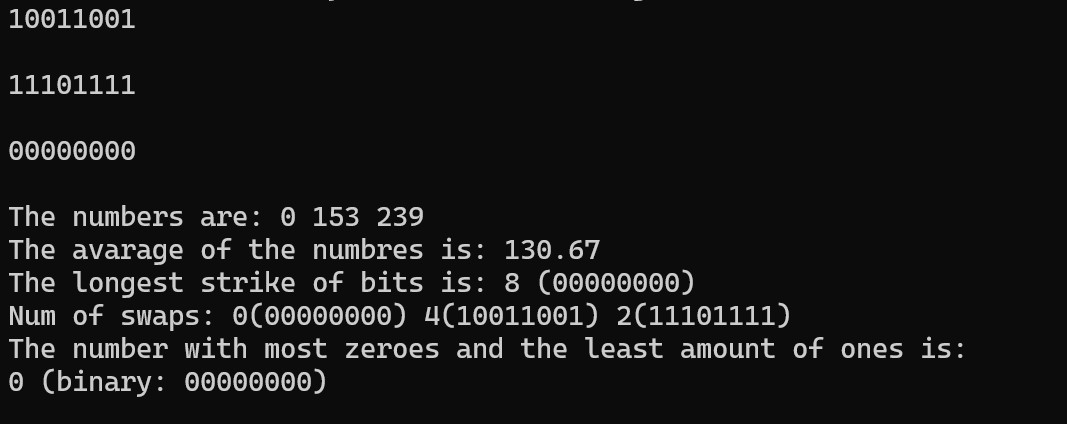 10011001
11101111
00000000
The numbers are: 0 153 239
The avarage of the numbres is: 130.67
The longest strike of bits is: 8 (00000000)
Num of swaps: 0(00000000) 4(10011001) 2(11101111)
The number with most zeroes and the least amount of ones is:
0 (binary: 00000000)